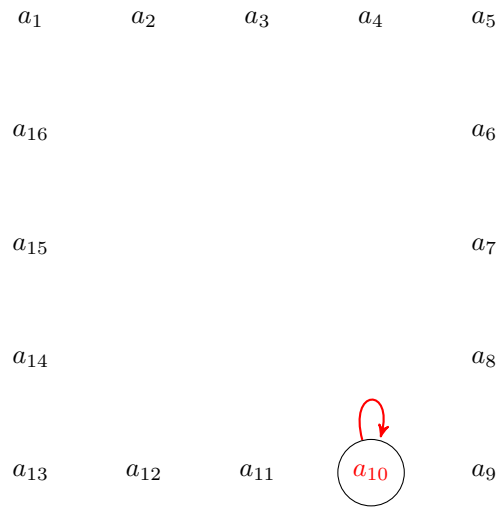 a₁ a₂ a₃ a₄ a₅
a₁₆ a₆
a₁₅ a₇
a₁₄ a₈
a₁₃ a₁₂ a₁₁ a₁₀ a₉